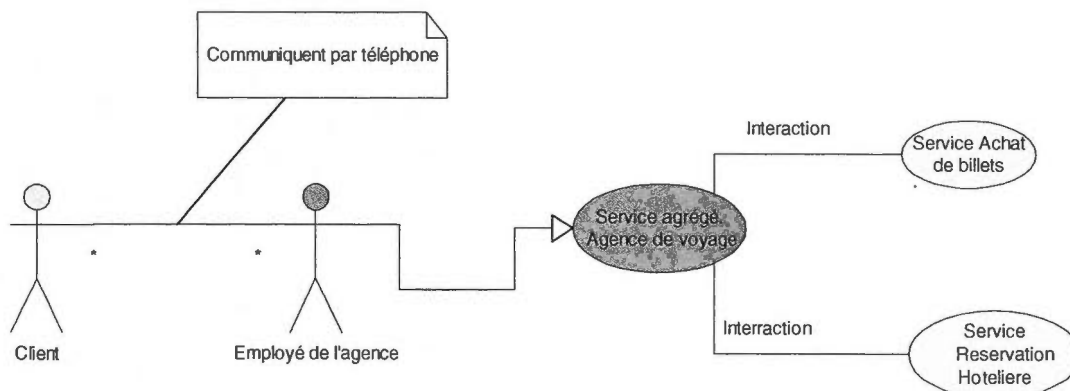 Communiquent par téléphone
Interaction
Service Achat
de billets
Service agrégé.
Agence de voyage
*
*
Client
Employé de l'agence
Interraction
Service
Reservation
Hoteliere